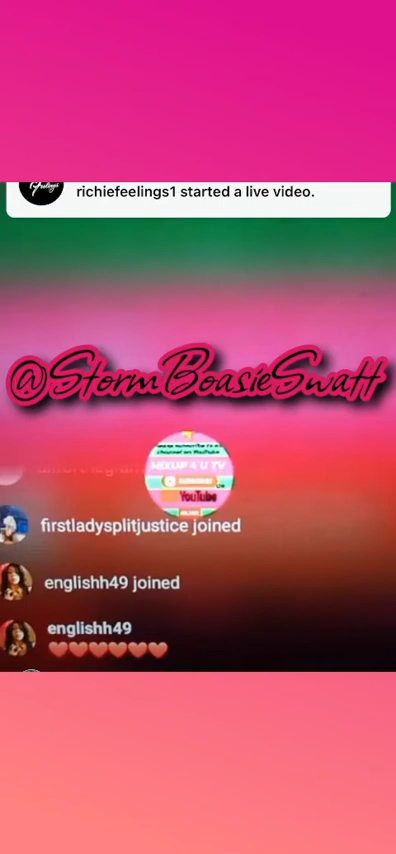 richiefeelings1 started a live video.
@StormBoasieSwatt
MIXUP 4 U TV
YouTube
firstladysplitjustice joined
englishh49 joined
englishh49
❤️❤️❤️❤️❤️❤️❤️